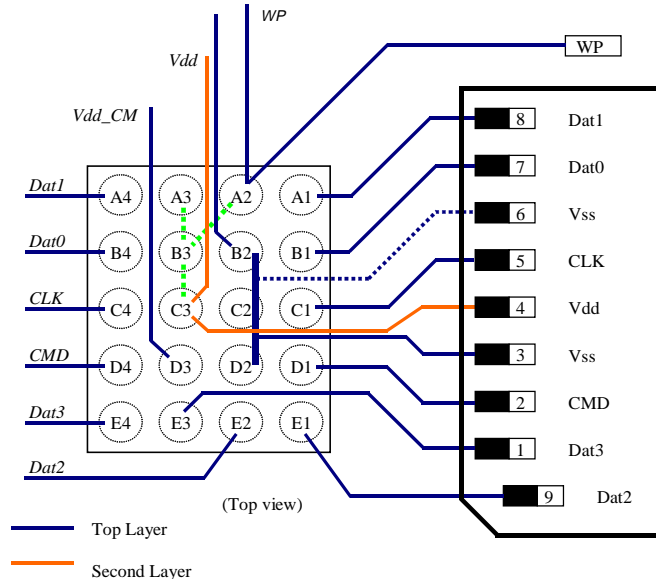 WP
WP
Vdd
Vdd_CM
8 Dat1
Dat1 A4 A3 A2 A1
7 Dat0
6 Vss
Dat0 B4 B3 B2 B1
5 CLK
CLK C4 C3 C2 C1
4 Vdd
3 Vss
CMD D4 D3 D2 D1
2 CMD
Dat3 E4 E3 E2 E1
1 Dat3
Dat2
9 Dat2
(Top view)
Top Layer
Second Layer